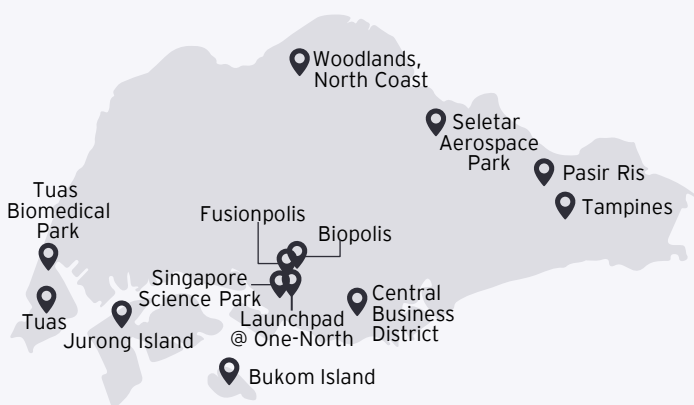 Woodlands,
North Coast
Seletar
Aerospace
Park
Pasir Ris
Tampines
Tuas
Biomedical
Park
Fusionpolis
Biopolis
Singapore
Science Park
Launchpad
@ One-North
Central
Business
District
Tuas
Jurong Island
Bukom Island